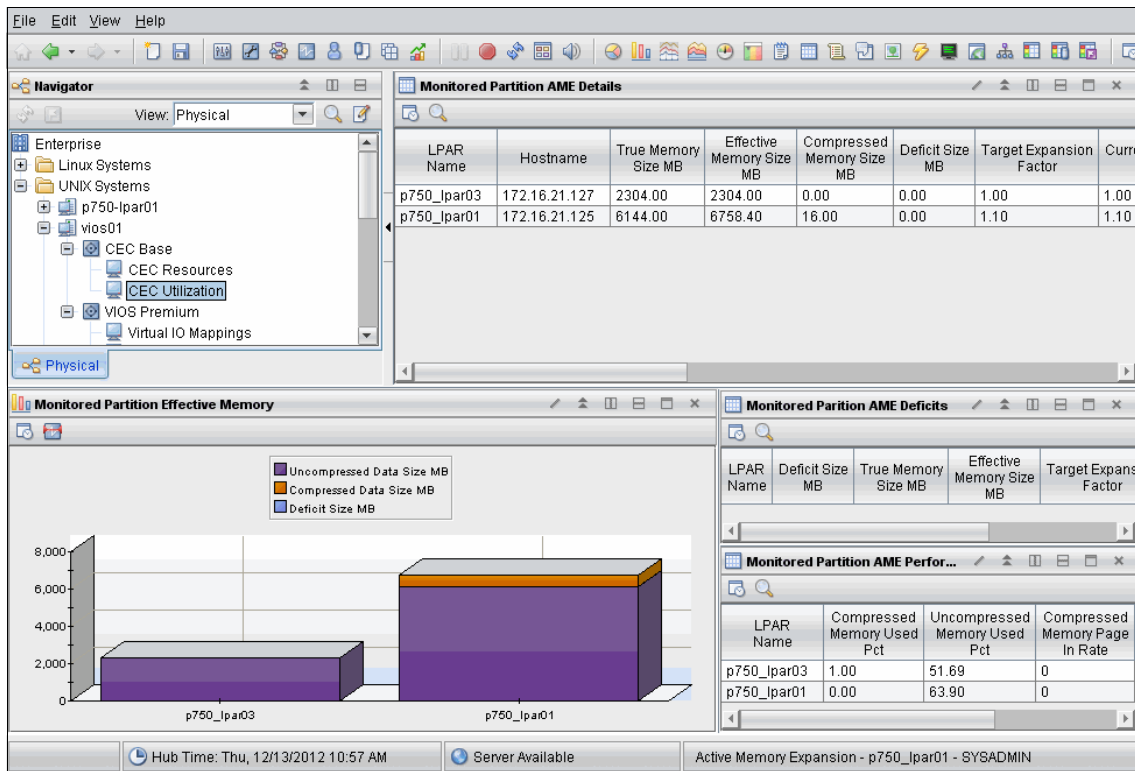 File Edit View Help
Navigator
View: Physical
Enterprise
Linux Systems
UNIX Systems
p750-lpar01
vios01
CEC Base
CEC Resources
CEC Utilization
VIOS Premium
Virtual IO Mappings
Physical
Monitored Partition AME Details
LPAR Name Hostname True Memory Size MB Effective Memory Size MB Compressed Memory Size MB Deficit Size MB Target Expansion Factor Curre
p750_lpar03 172.16.21.127 2304.00 2304.00 0.00 0.00 1.00 1.00
p750_lpar01 172.16.21.125 6144.00 6758.40 16.00 0.00 1.10 1.10
Monitored Partition Effective Memory
Uncompressed Data Size MB
Compressed Data Size MB
Deficit Size MB
8,000
6,000
4,000
2,000
0
p750_lpar03 p750_lpar01
Monitored Parition AME Deficits
LPAR Name Deficit Size MB True Memory Size MB Effective Memory Size MB Target Expans Factor
Monitored Partition AME Perfor...
LPAR Name Compressed Memory Used Pct Uncompressed Memory Used Pct Compressed Memory Page In Rate
p750_lpar03 1.00 51.69 0
p750_lpar01 0.00 63.90 0
Hub Time: Thu, 12/13/2012 10:57 AM Server Available Active Memory Expansion - p750_lpar01 - SYSADMIN